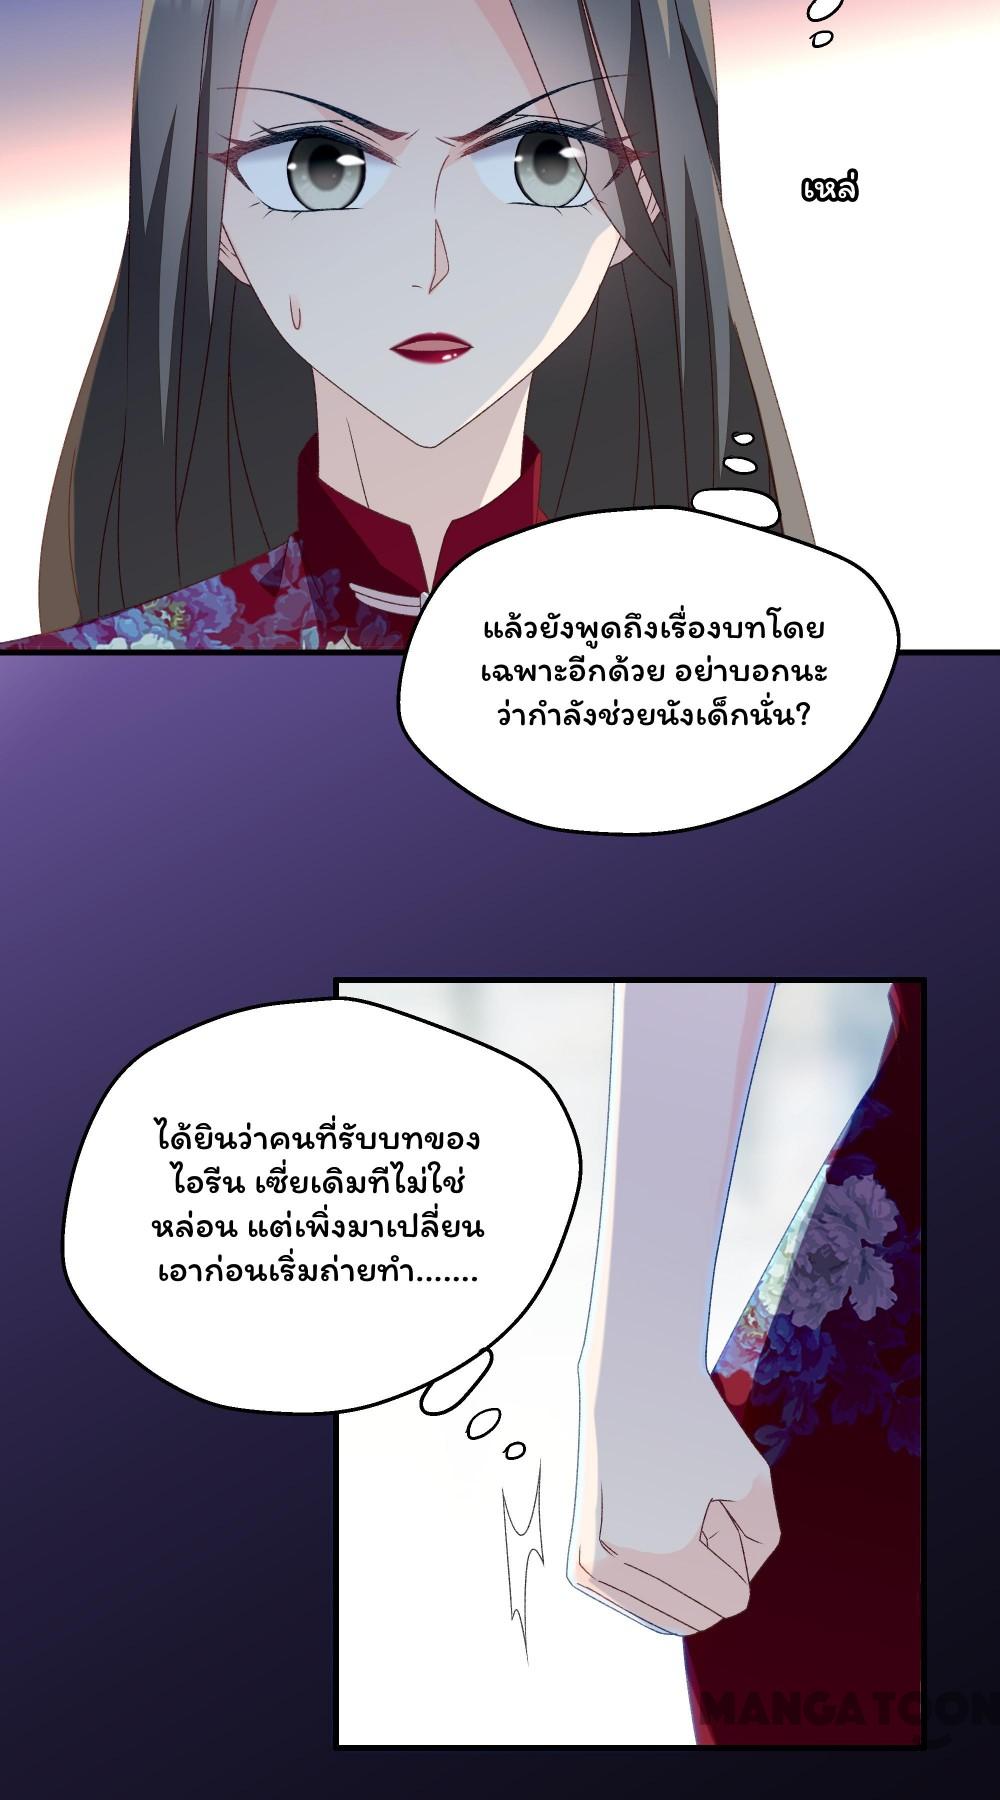 เหล่
แล้วยังพูดถึงเรื่องบทโดย
เฉพาะอีกด้วย อย่าบอกนะ
ว่ากำลังช่วยนังเด็กนั่น?
ได้ยินว่าคนที่รับบทของ
ไอรีน เซี่ยเดิมทีไม่ใช่
หล่อน แต่เพิ่งมาเปลี่ยน
เอาก่อนเริ่มถ่ายทำ.......
MANGATOON